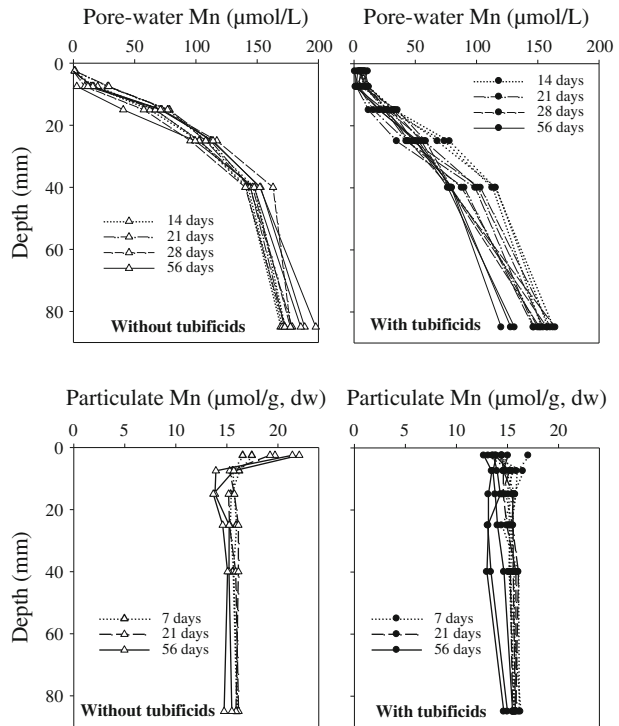 Pore-water Mn (μmol/L)
0 50 100 150 200
Depth (mm)
0
20
40
60
80
14 days
21 days
28 days
56 days
Without tubificids
Pore-water Mn (μmol/L)
0 50 100 150 200
14 days
21 days
28 days
56 days
With tubificids
Particulate Mn (μmol/g, dw)
0 5 10 15 20
Depth (mm)
0
20
40
60
80
7 days
21 days
56 days
Without tubificids
Particulate Mn (μmol/g, dw)
0 5 10 15 20
7 days
21 days
56 days
With tubificids